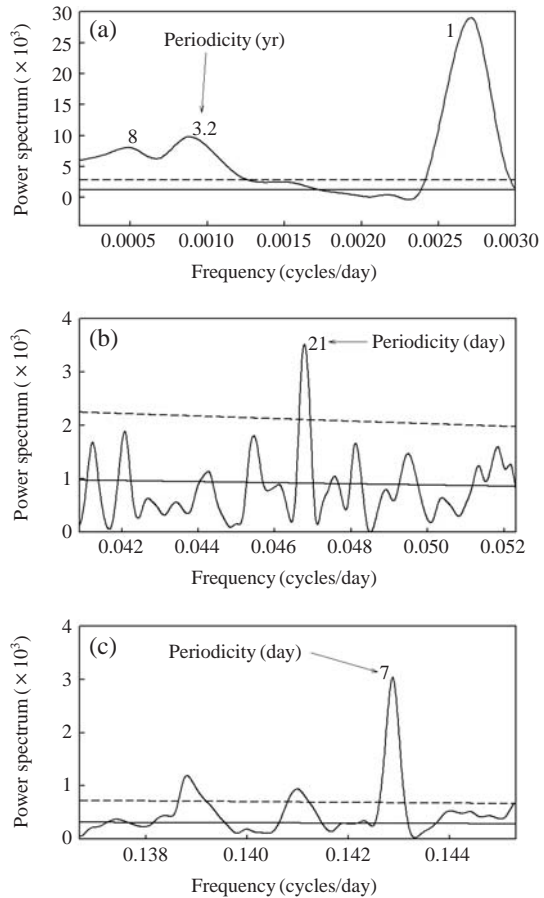 (a)
Periodicity (yr)
1
8
3.2
Power spectrum (× 10³)
30
25
20
15
10
5
0
0.0005 0.0010 0.0015 0.0020 0.0025 0.0030
Frequency (cycles/day)
(b)
21
Periodicity (day)
Power spectrum (× 10³)
4
3
2
1
0
0.042 0.044 0.046 0.048 0.050 0.052
Frequency (cycles/day)
(c)
Periodicity (day)
7
Power spectrum (× 10³)
4
3
2
1
0
0.138 0.140 0.142 0.144
Frequency (cycles/day)